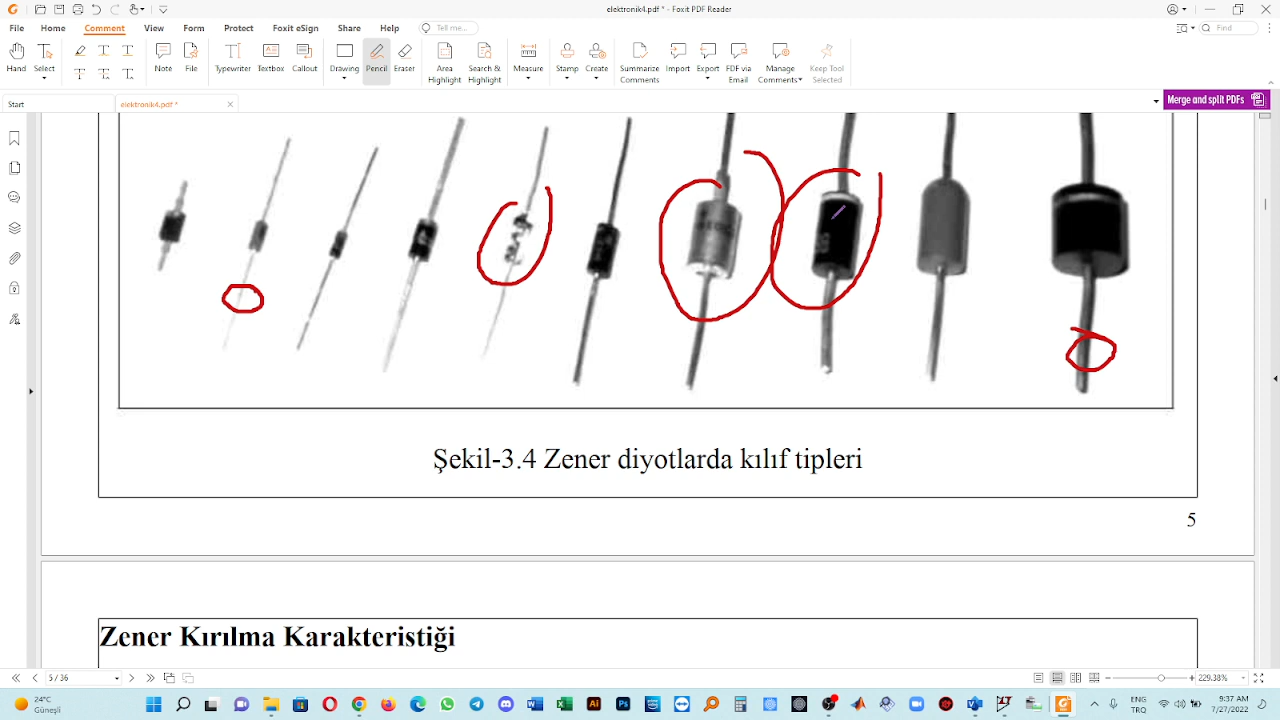 elektronik4.pdf * - Foxit PDF Reader
File Home Comment View Form Protect Foxit eSign Share Help Tell me... Find
Hand Select Note File Typewriter Textbox Callout Drawing Pencil Eraser Area Highlight Search & Highlight Measure Stamp Create Summarize Comments Import Export PDF via Email Manage Comments Keep Tool Selected
Start elektronik4.pdf * Merge and split PDFs
Şekil-3.4 Zener diyotlarda kılıf tipleri
5
Zener Kırılma Karakteristiği
5 / 36 229.38%
24°C ENG 9:37 AM
Güneşli TRQ 7/27/2022